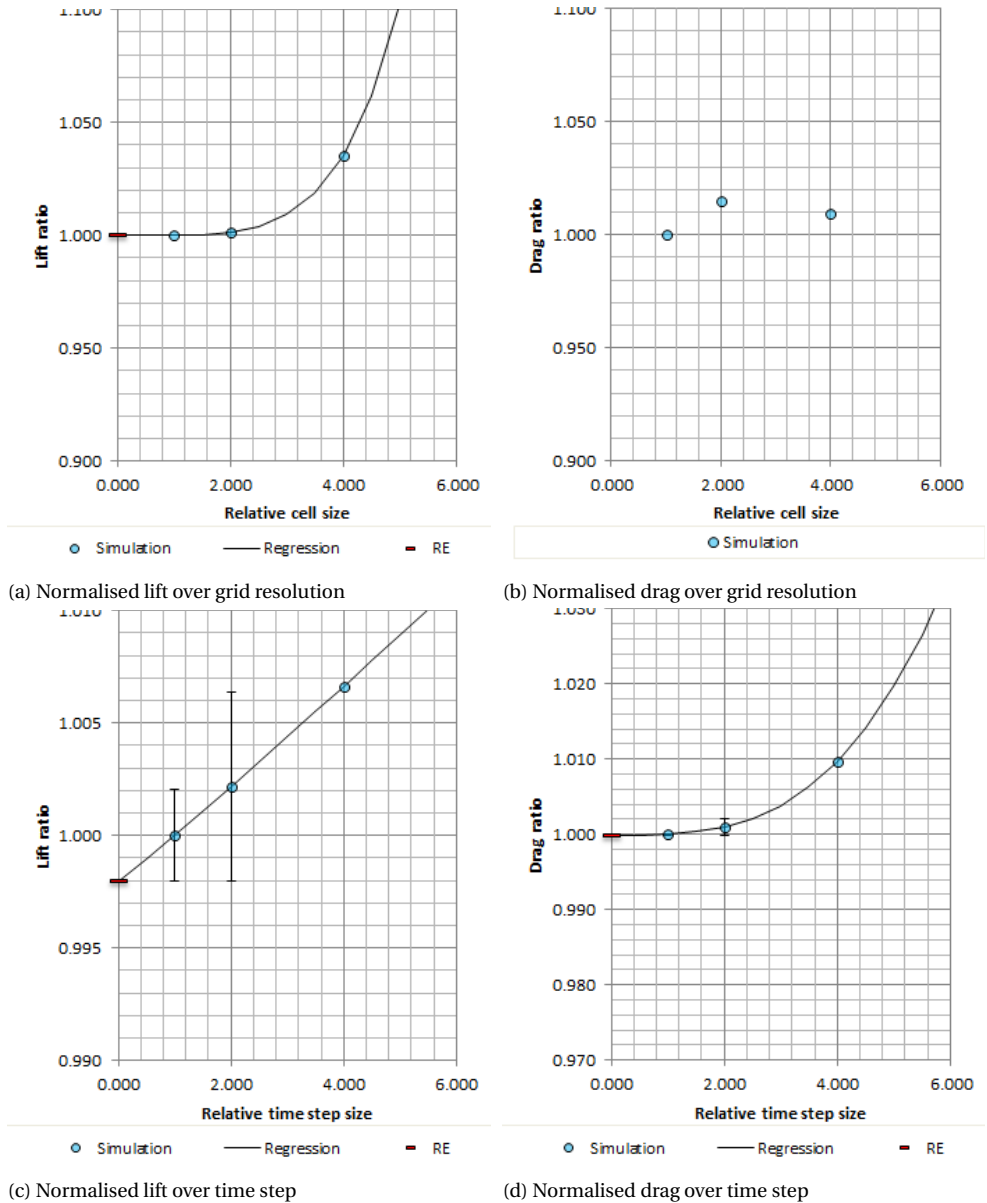 1.100
1.050
1.000
0.950
0.900
Lift ratio
0.000 2.000 4.000 6.000
Relative cell size
Simulation Regression RE
(a) Normalised lift over grid resolution
1.100
1.050
1.000
0.950
0.900
Drag ratio
0.000 2.000 4.000 6.000
Relative cell size
Simulation
(b) Normalised drag over grid resolution
1.010
1.005
1.000
0.995
0.990
Lift ratio
0.000 2.000 4.000 6.000
Relative time step size
Simulation Regression RE
(c) Normalised lift over time step
1.030
1.020
1.010
1.000
0.990
0.980
0.970
Drag ratio
0.000 2.000 4.000 6.000
Relative time step size
Simulation Regression RE
(d) Normalised drag over time step